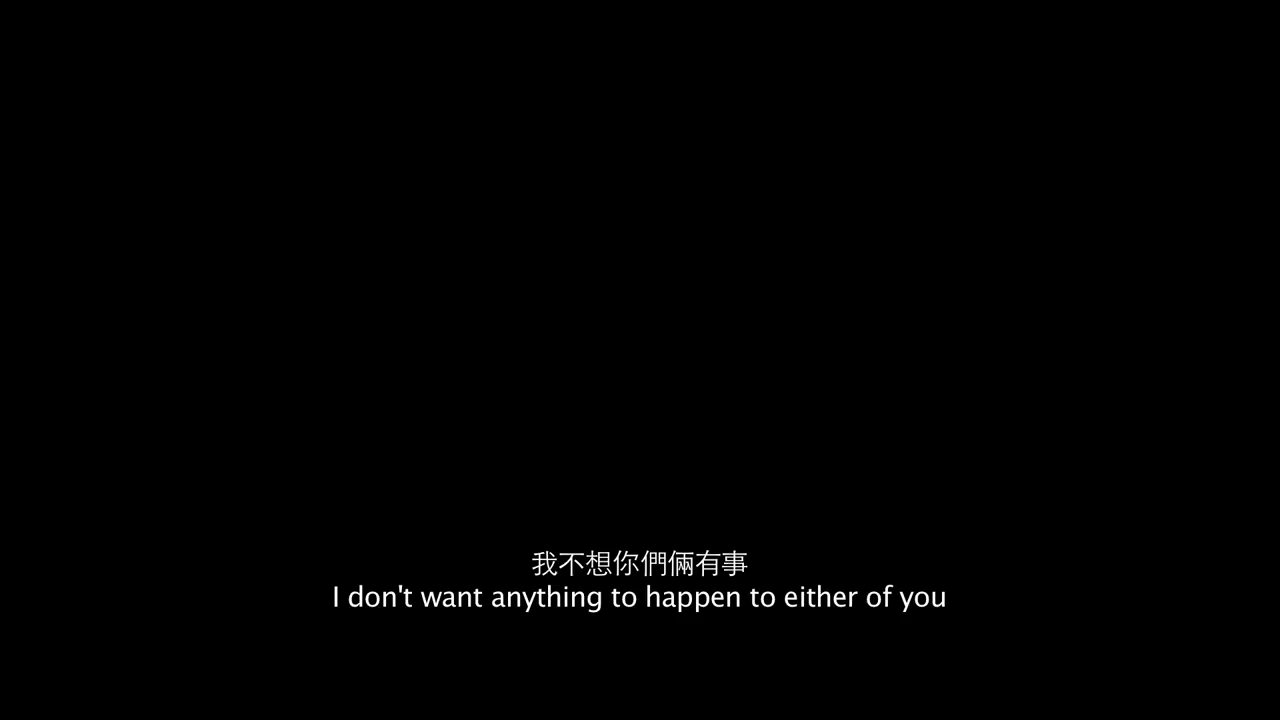 我不想你們倆有事
I don't want anything to happen to either of you